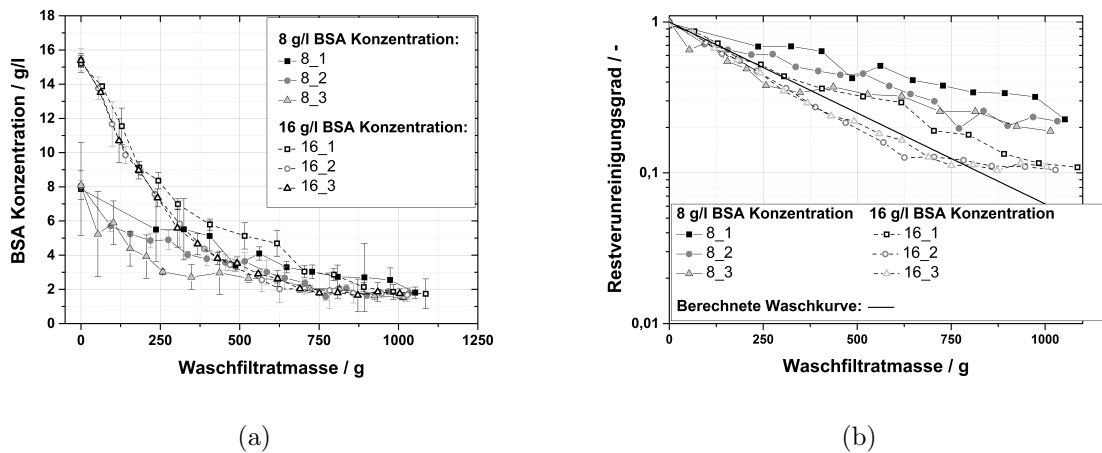 18
16
14
12
10
8
6
4
2
0
BSA Konzentration / g/l
0 250 500 750 1000 1250
Waschfiltratmasse / g
8 g/l BSA Konzentration:
8_1
8_2
8_3
16 g/l BSA Konzentration:
16_1
16_2
16_3
(a)
1
0,1
0,01
Restverunreinigungsgrad / -
0 250 500 750 1000
Waschfiltratmasse / g
8 g/l BSA Konzentration 16 g/l BSA Konzentration
8_1 16_1
8_2 16_2
8_3 16_3
Berechnete Waschkurve:
(b)